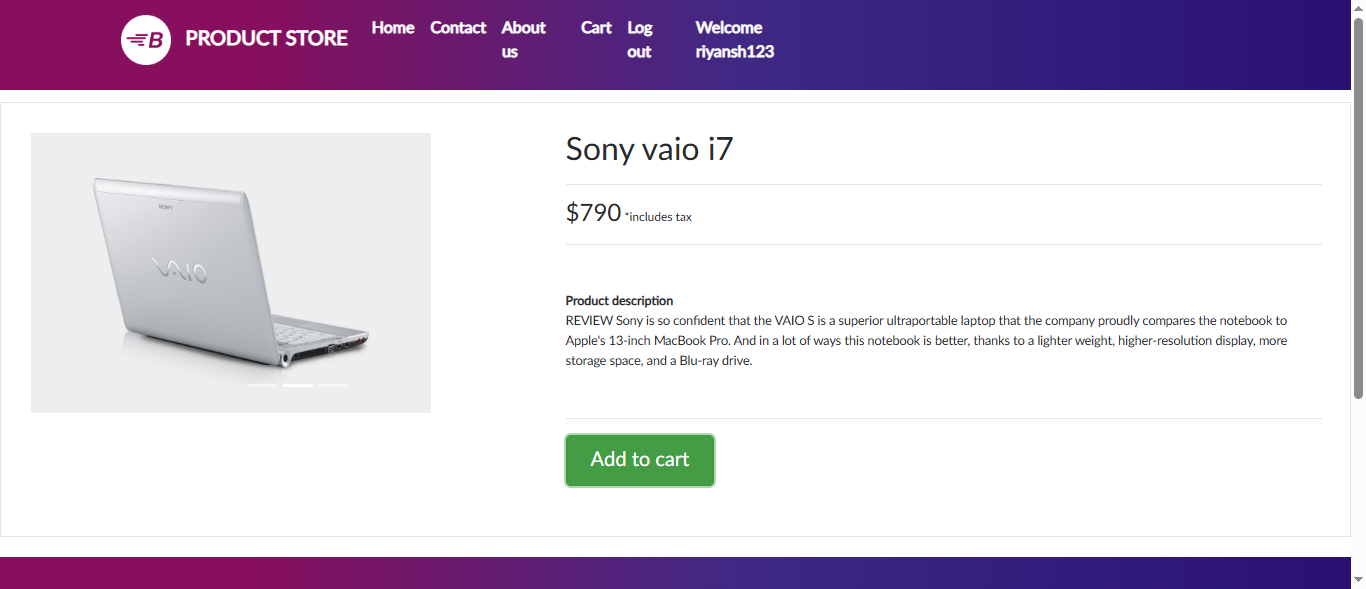 B PRODUCT STORE Home Contact About us Cart Log out Welcome riyansh123
Sony vaio i7
$790 *includes tax
SONY
VAIO
Product description
REVIEW Sony is so confident that the VAIO S is a superior ultraportable laptop that the company proudly compares the notebook to
Apple's 13-inch MacBook Pro. And in a lot of ways this notebook is better, thanks to a lighter weight, higher-resolution display, more
storage space, and a Blu-ray drive.
Add to cart